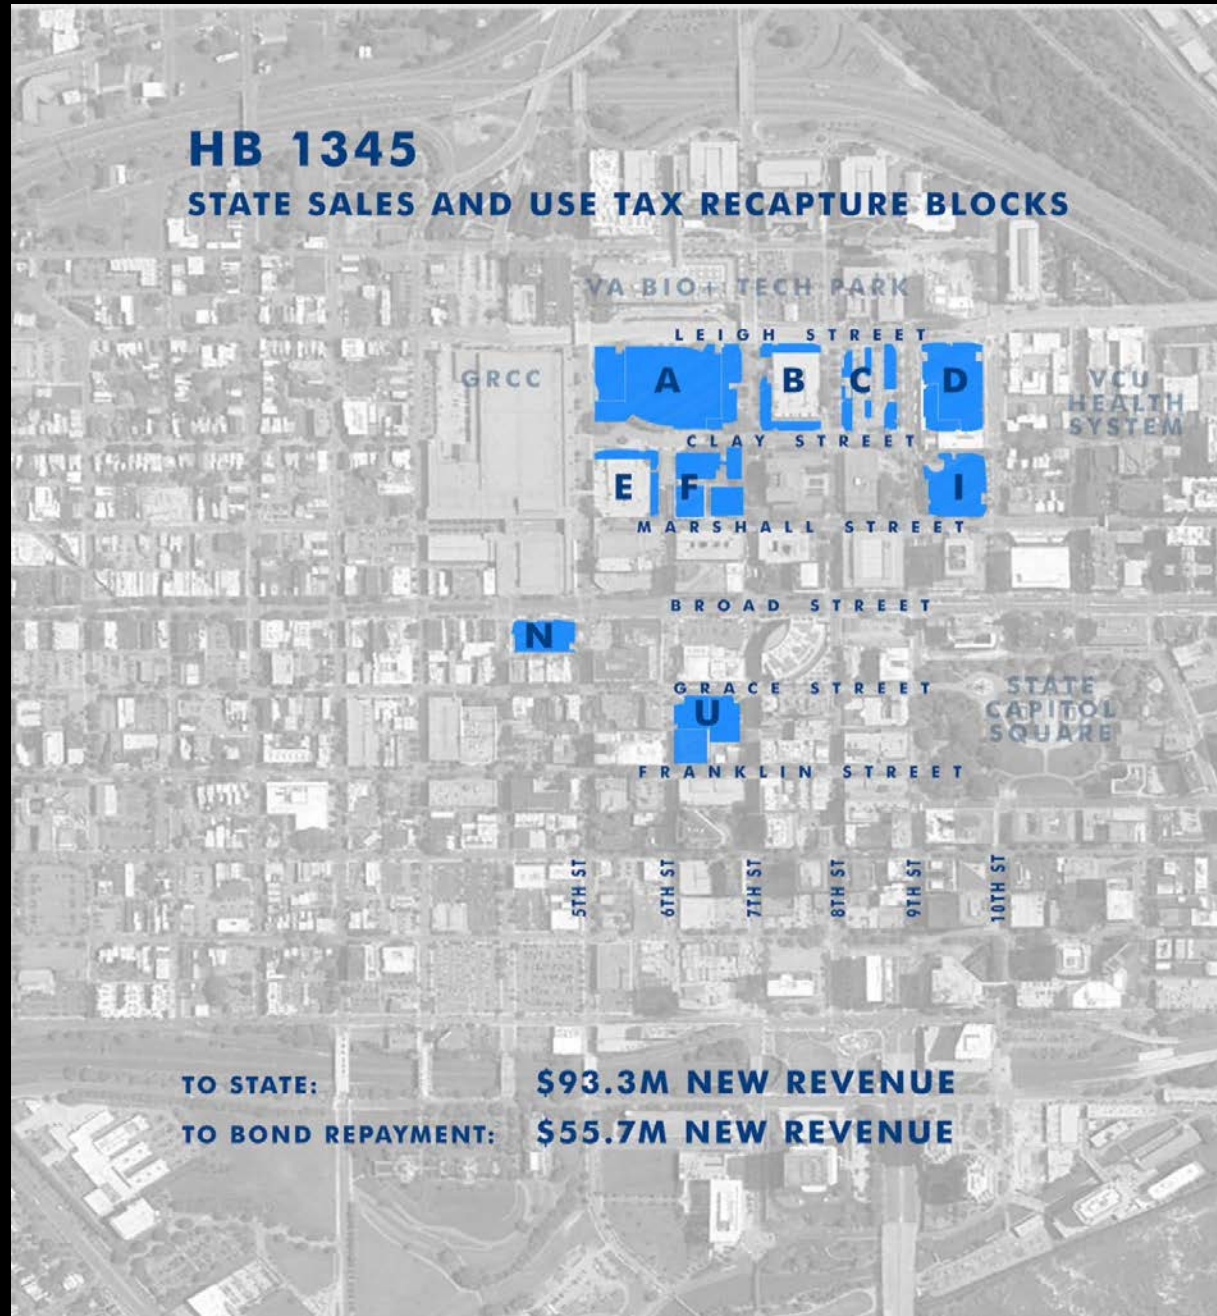 HB 1345
STATE SALES AND USE TAX RECAPTURE BLOCKS
VA BIO+ TECH PARK
LEIGH STREET
GRCC
A
B
C
D
VCU
HEALTH
SYSTEM
CLAY STREET
E
F
I
MARSHALL STREET
BROAD STREET
N
GRACE STREET
STATE
CAPITOL
SQUARE
U
FRANKLIN STREET
5TH ST
6TH ST
7TH ST
8TH ST
9TH ST
10TH ST
TO STATE: $93.3M NEW REVENUE
TO BOND REPAYMENT: $55.7M NEW REVENUE